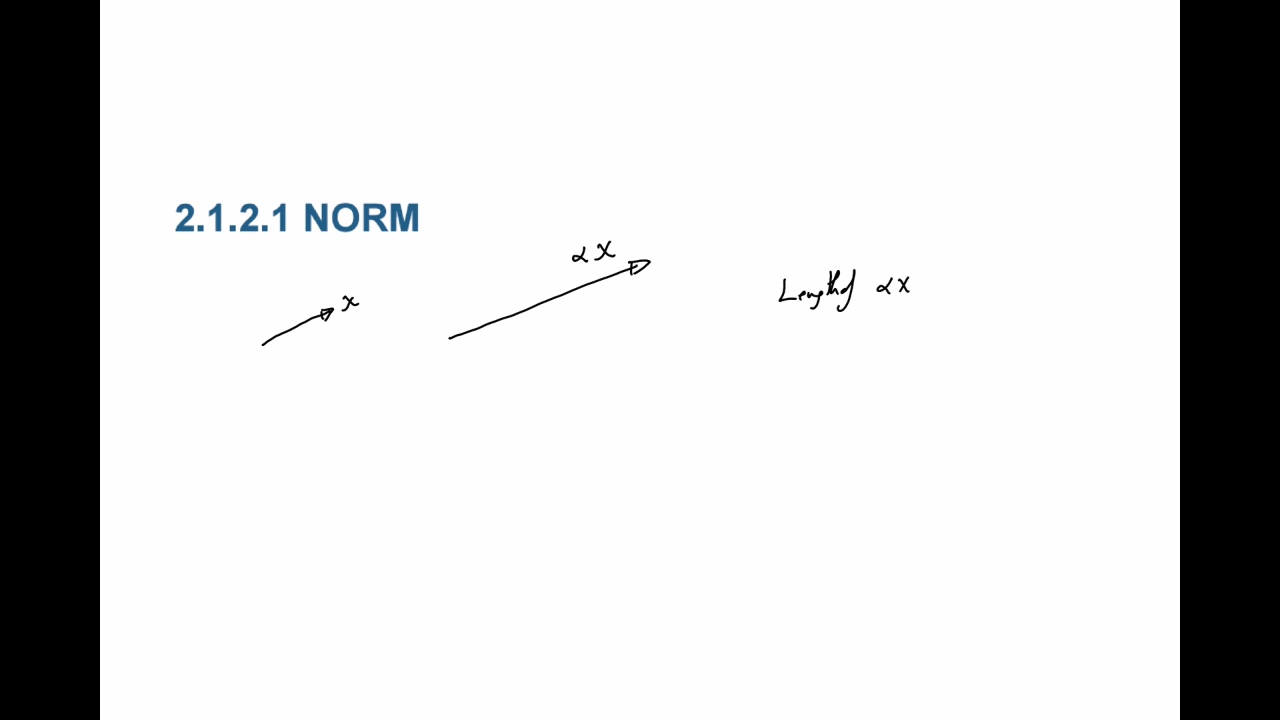 2.1.2.1 NORM
αx
x
Length of αx